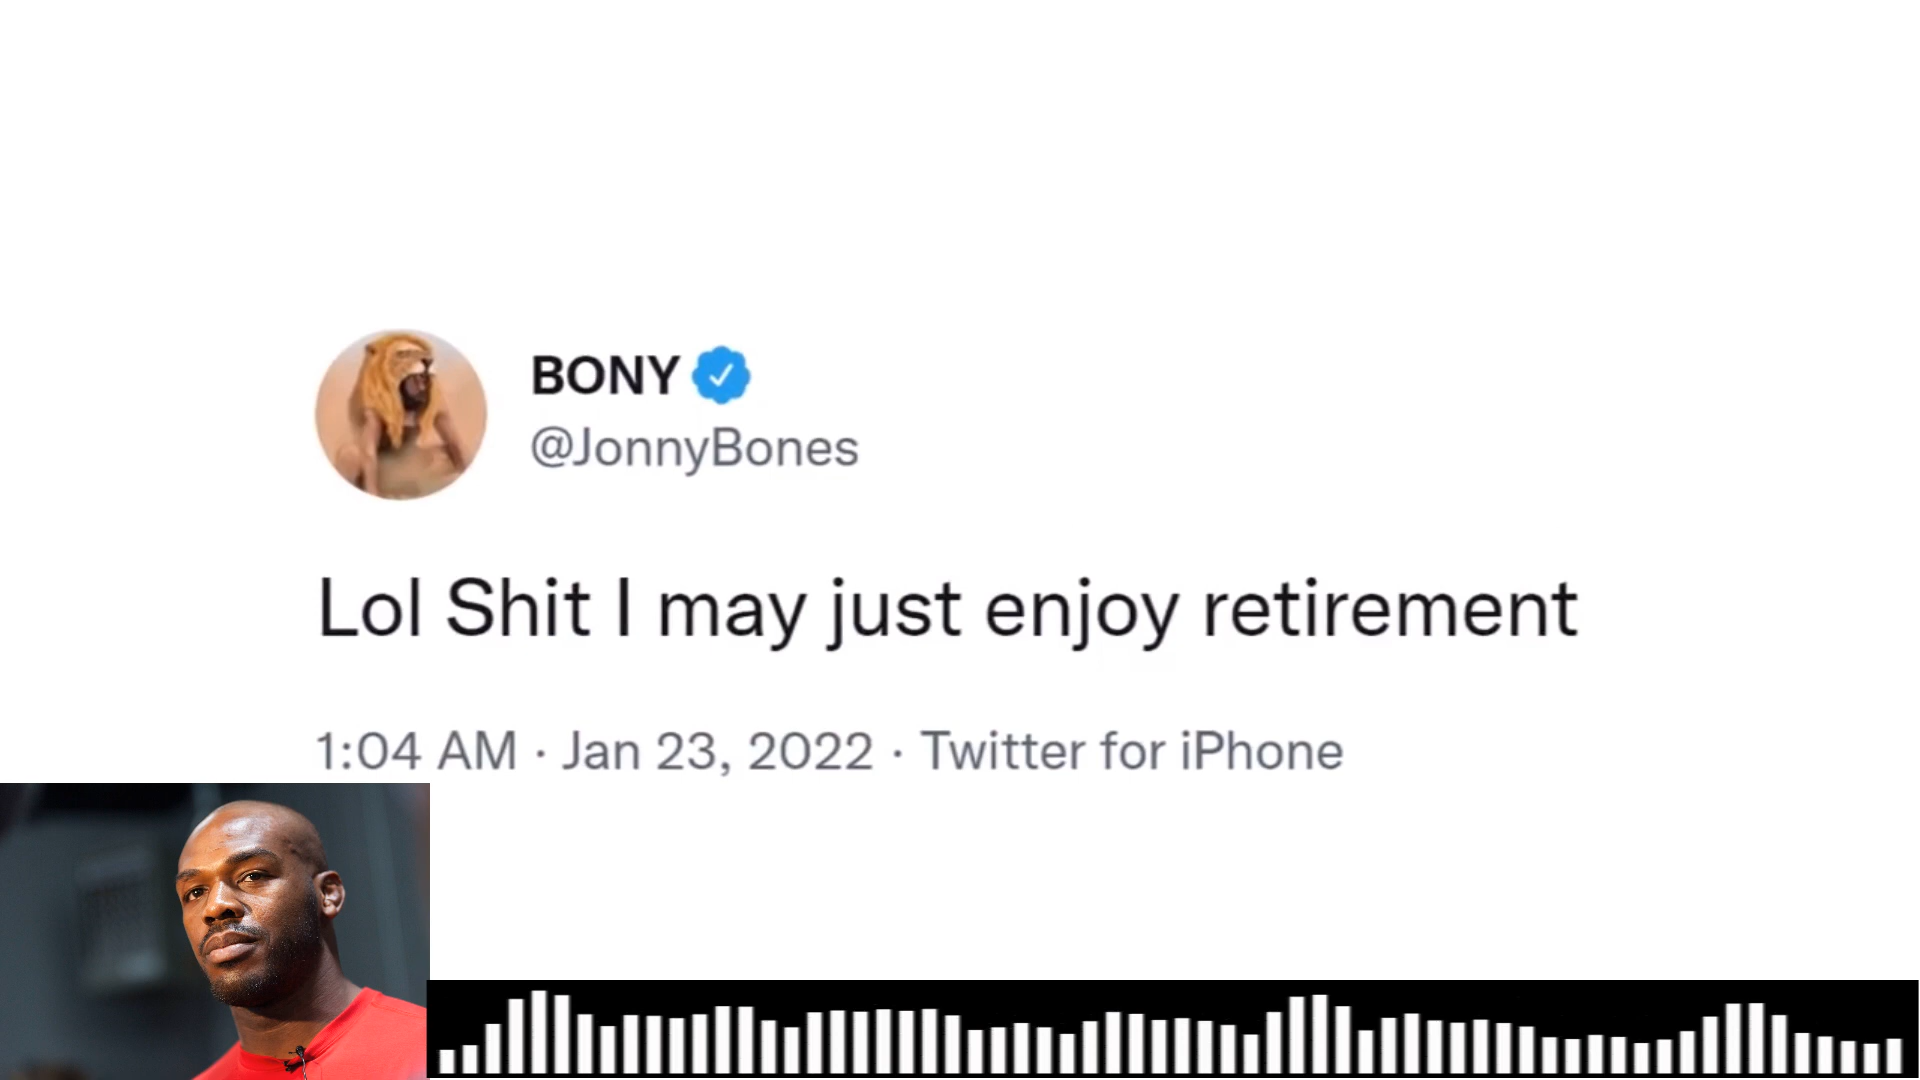 BONY
@JonnyBones
Lol Shit I may just enjoy retirement
1:04 AM · Jan 23, 2022 · Twitter for iPhone